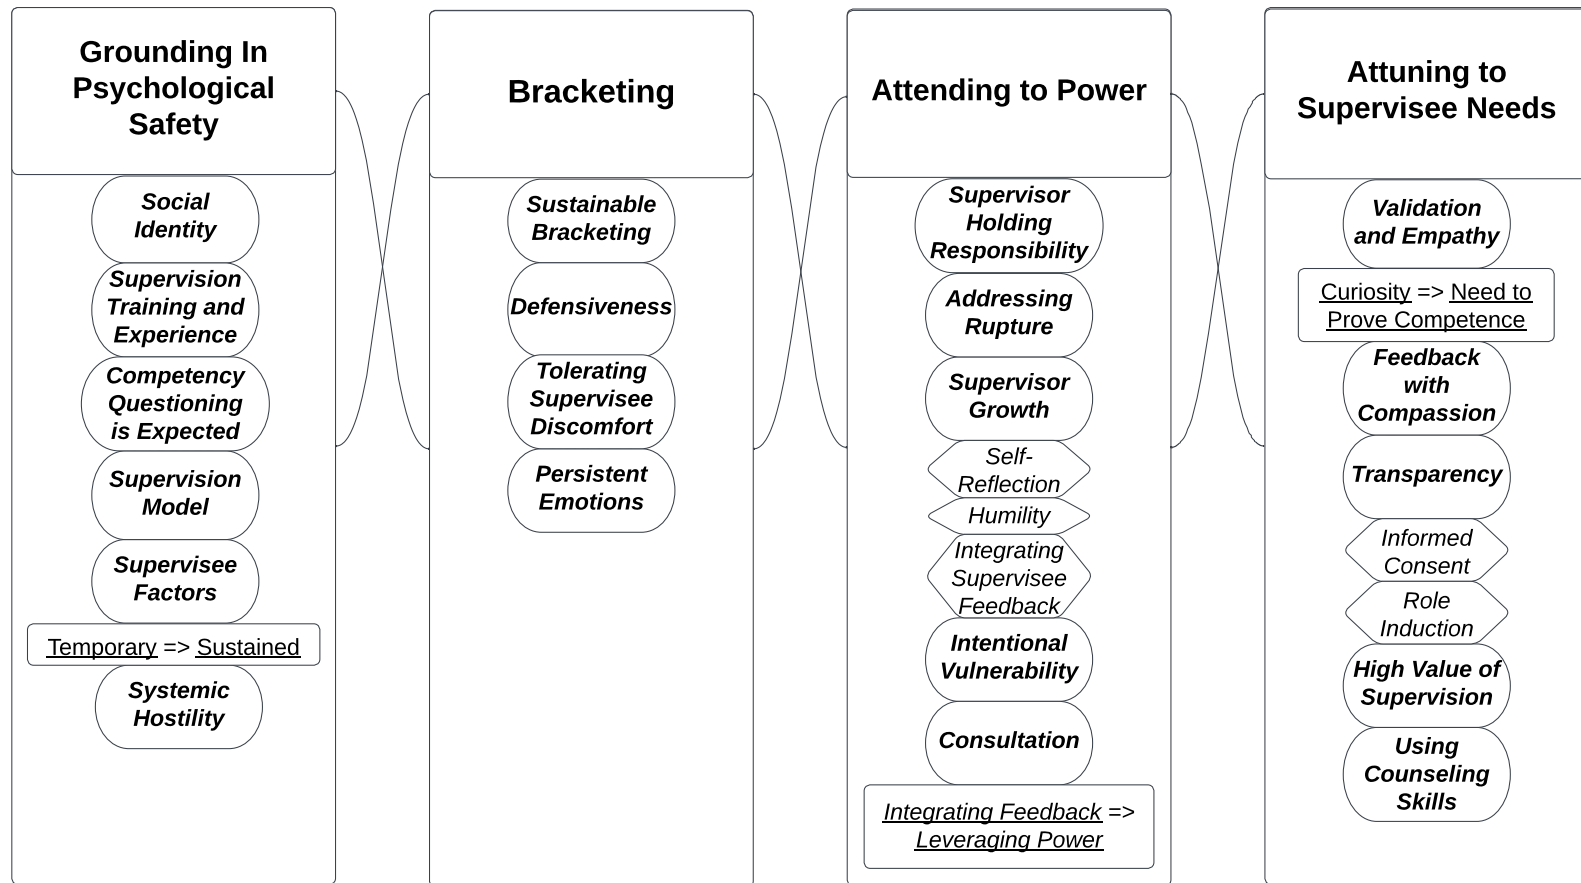 Grounding In
Psychological
Safety
Social
Identity
Supervision
Training and
Experience
Competency
Questioning
is Expected
Supervision
Model
Supervisee
Factors
Temporary => Sustained
Systemic
Hostility
Bracketing
Sustainable
Bracketing
Defensiveness
Tolerating
Supervisee
Discomfort
Persistent
Emotions
Attending to Power
Supervisor
Holding
Responsibility
Addressing
Rupture
Supervisor
Growth
Self-
Reflection
Humility
Integrating
Supervisee
Feedback
Intentional
Vulnerability
Consultation
Integrating Feedback =>
Leveraging Power
Attuning to
Supervisee Needs
Validation
and Empathy
Curiosity => Need to
Prove Competence
Feedback
with
Compassion
Transparency
Informed
Consent
Role
Induction
High Value of
Supervision
Using
Counseling
Skills